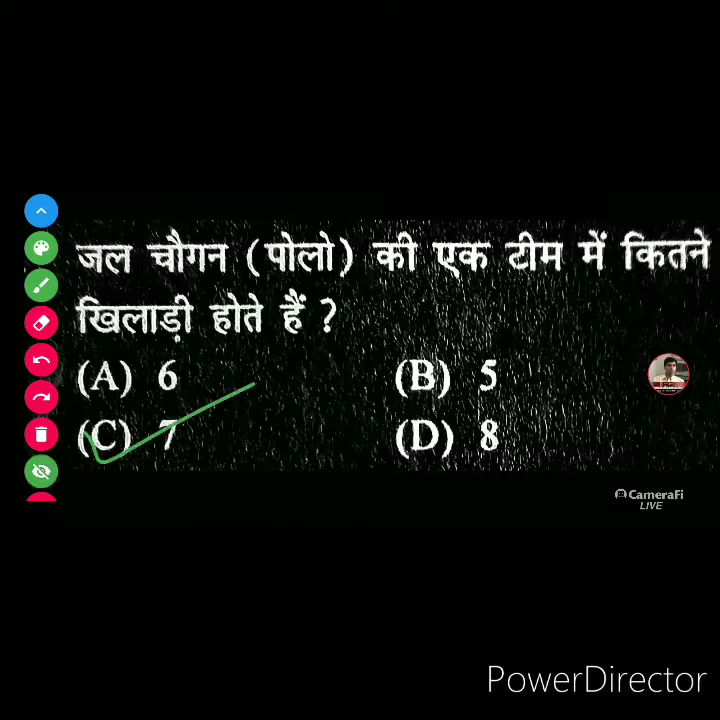 जल चौगन (पोलो) की एक टीम में कितने
खिलाड़ी होते हैं ?
(A) 6 (B) 5
(C) 7 (D) 8
CameraFi
LIVE
PowerDirector